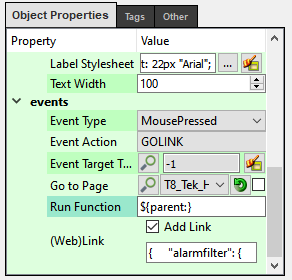 Object Properties Tags Other
Property Value
Label Stylesheet t: 22px "Arial"; ...
Text Width 100
events
Event Type MousePressed
Event Action GOLINK
Event Target T... -1
Go to Page T8_Tek_H
Run Function ${parent:}
(Web)Link Add Link
{ "alarmfilter": {